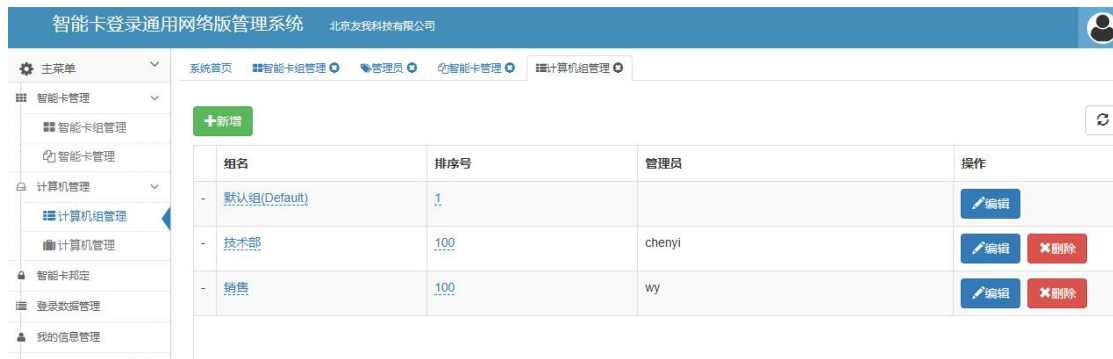 智能卡登录通用网络版管理系统 北京友我科技有限公司
主菜单
系统首页 智能卡组管理 管理员 智能卡管理 计算机组管理
智能卡管理
智能卡组管理
智能卡管理
计算机管理
计算机组管理
计算机管理
智能卡邦定
登录数据管理
我的信息管理
新增
组名 排序号 管理员 操作
- 默认组(Default) 1 编辑
- 技术部 100 chenyi 编辑 删除
- 销售 100 wy 编辑 删除